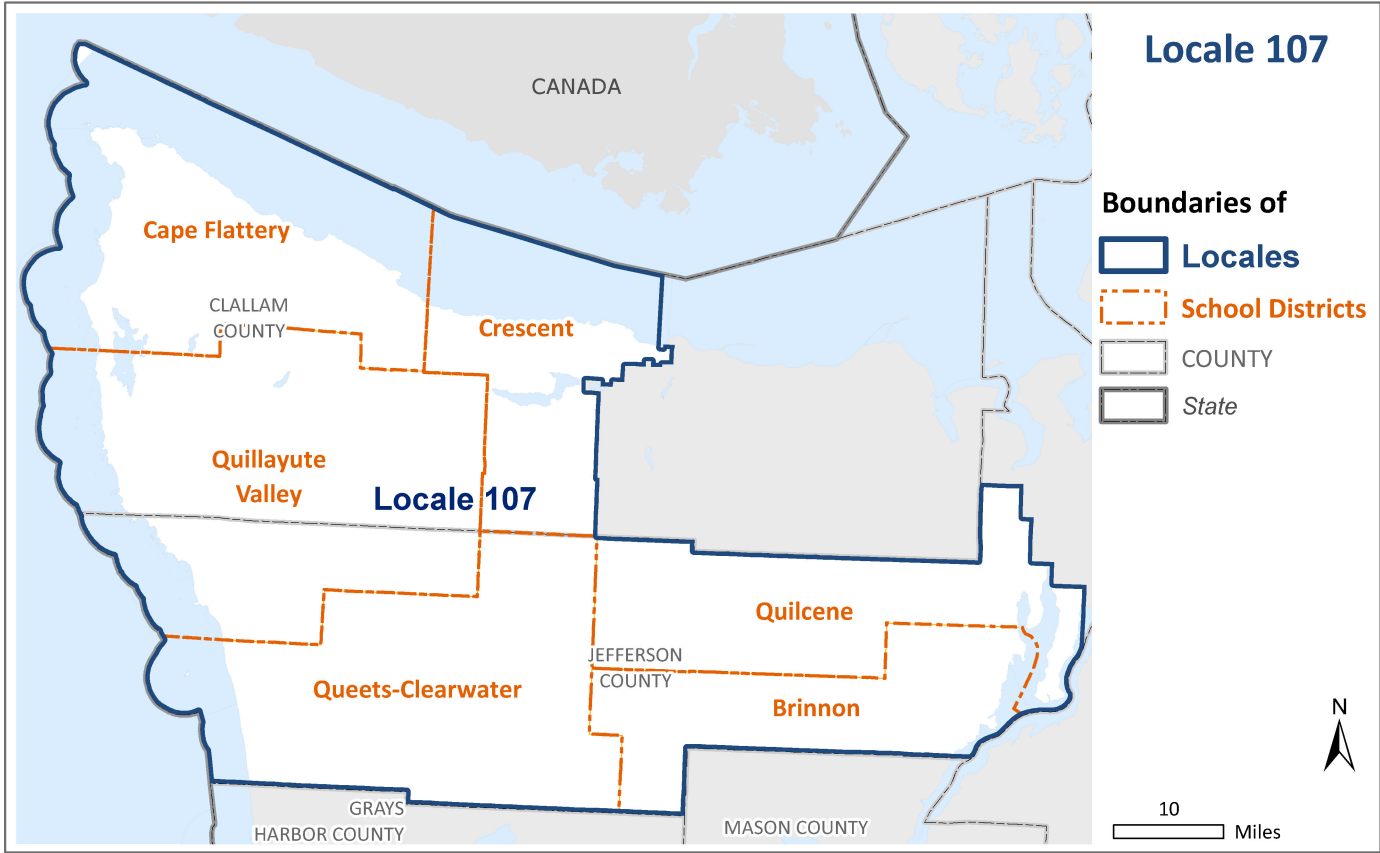 Locale 107
CANADA
Boundaries of
Locales
School Districts
COUNTY
State
Cape Flattery
CLALLAM
COUNTY
Crescent
Quillayute
Valley
Locale 107
Quilcene
JEFFERSON
COUNTY
Queets-Clearwater
Brinnon
GRAYS
HARBOR COUNTY
MASON COUNTY
N
10
Miles